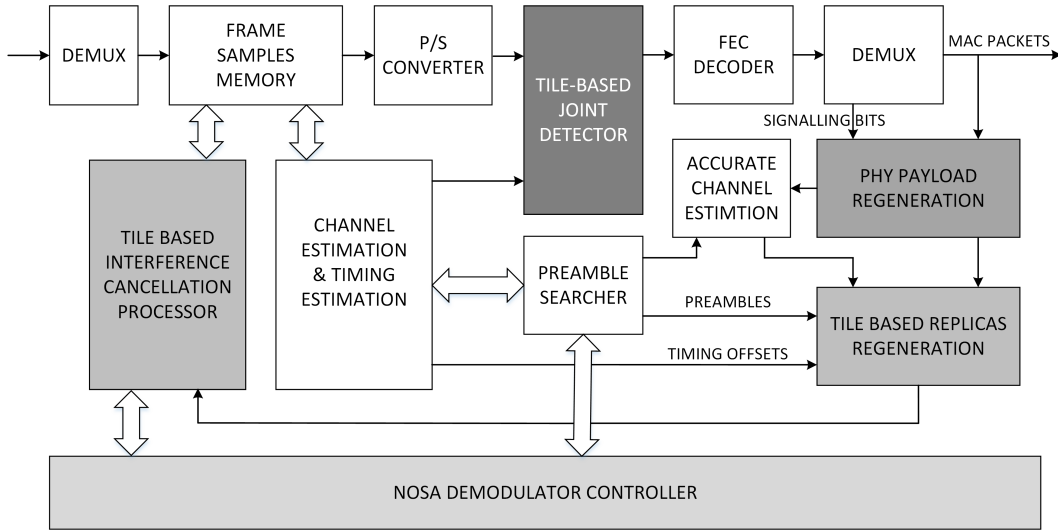 DEMUX
FRAME
SAMPLES
MEMORY
P/S
CONVERTER
TILE-BASED
JOINT
DETECTOR
FEC
DECODER
DEMUX
MAC PACKETS
SIGNALLING BITS
ACCURATE
CHANNEL
ESTIMTION
PHY PAYLOAD
REGENERATION
TILE BASED
INTERFERENCE
CANCELLATION
PROCESSOR
CHANNEL
ESTIMATION
& TIMING
ESTIMATION
PREAMBLE
SEARCHER
PREAMBLES
TILE BASED REPLICAS
REGENERATION
TIMING OFFSETS
NOSA DEMODULATOR CONTROLLER